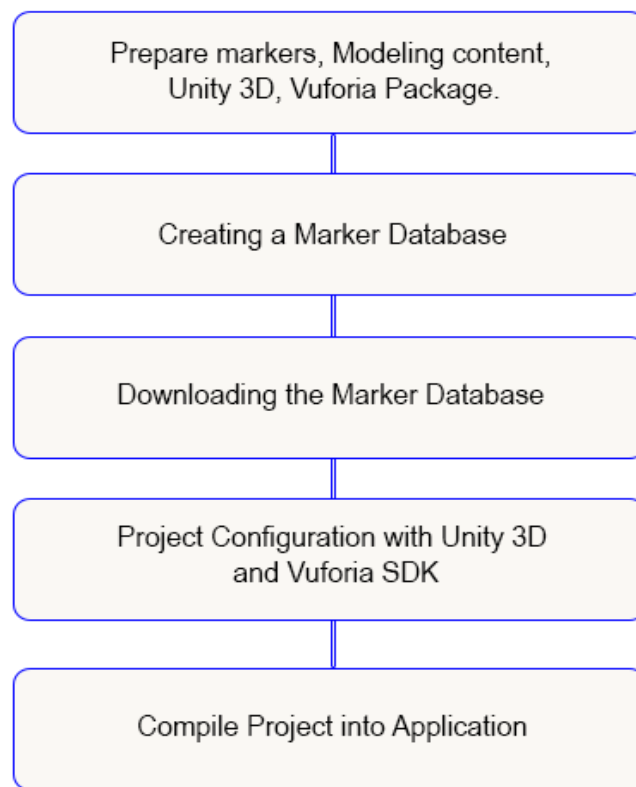 Prepare markers, Modeling content,
Unity 3D, Vuforia Package.
Creating a Marker Database
Downloading the Marker Database
Project Configuration with Unity 3D
and Vuforia SDK
Compile Project into Application